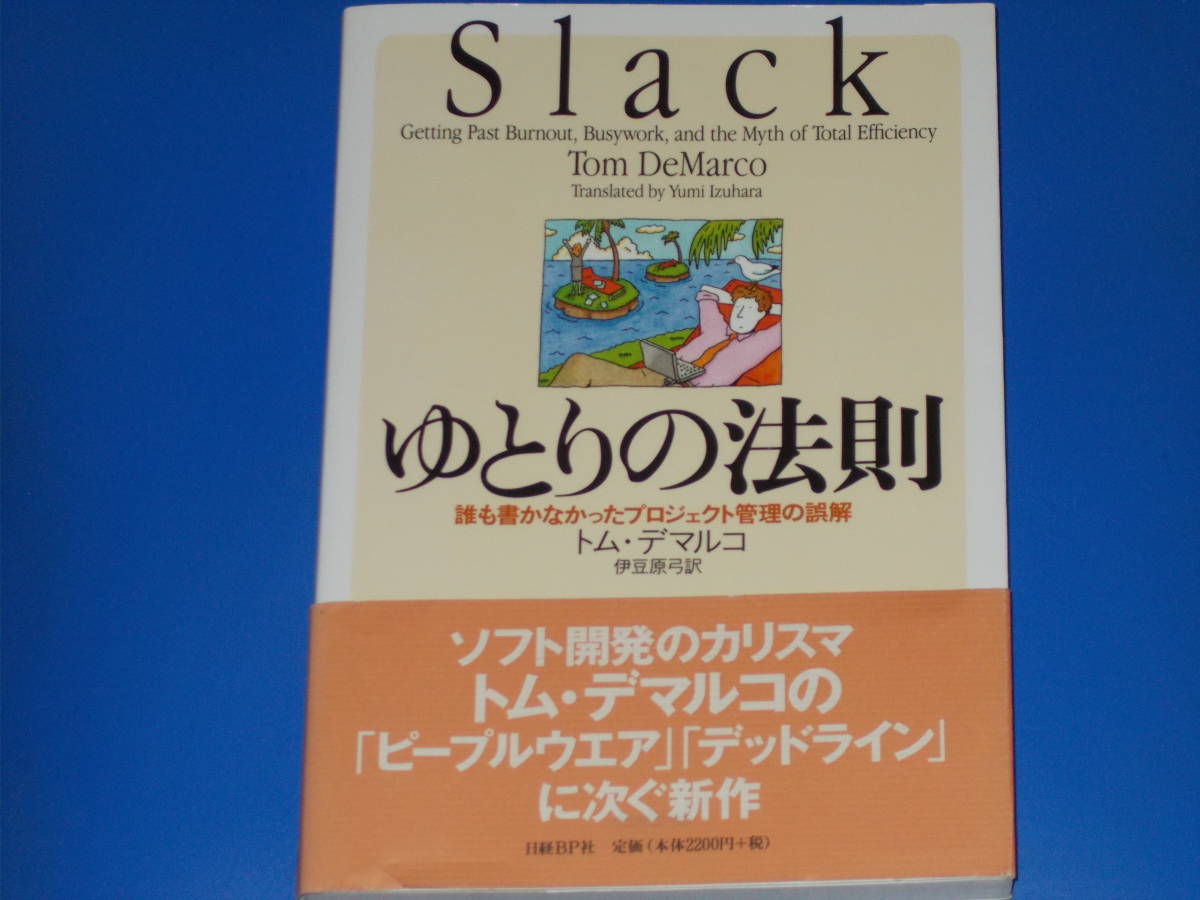 Slack
Getting Past Burnout, Busywork, and the Myth of Total Efficiency
Tom DeMarco
Translated by Yumi Izuhara
ゆとりの法則
誰も書かなかったプロジェクト管理の誤解
トム・デマルコ
伊豆原弓訳
ソフト開発のカリスマ
トム・デマルコの
「ピープルウエア」「デッドライン」
に次ぐ新作
日経BP社 定価(本体2200円+税)